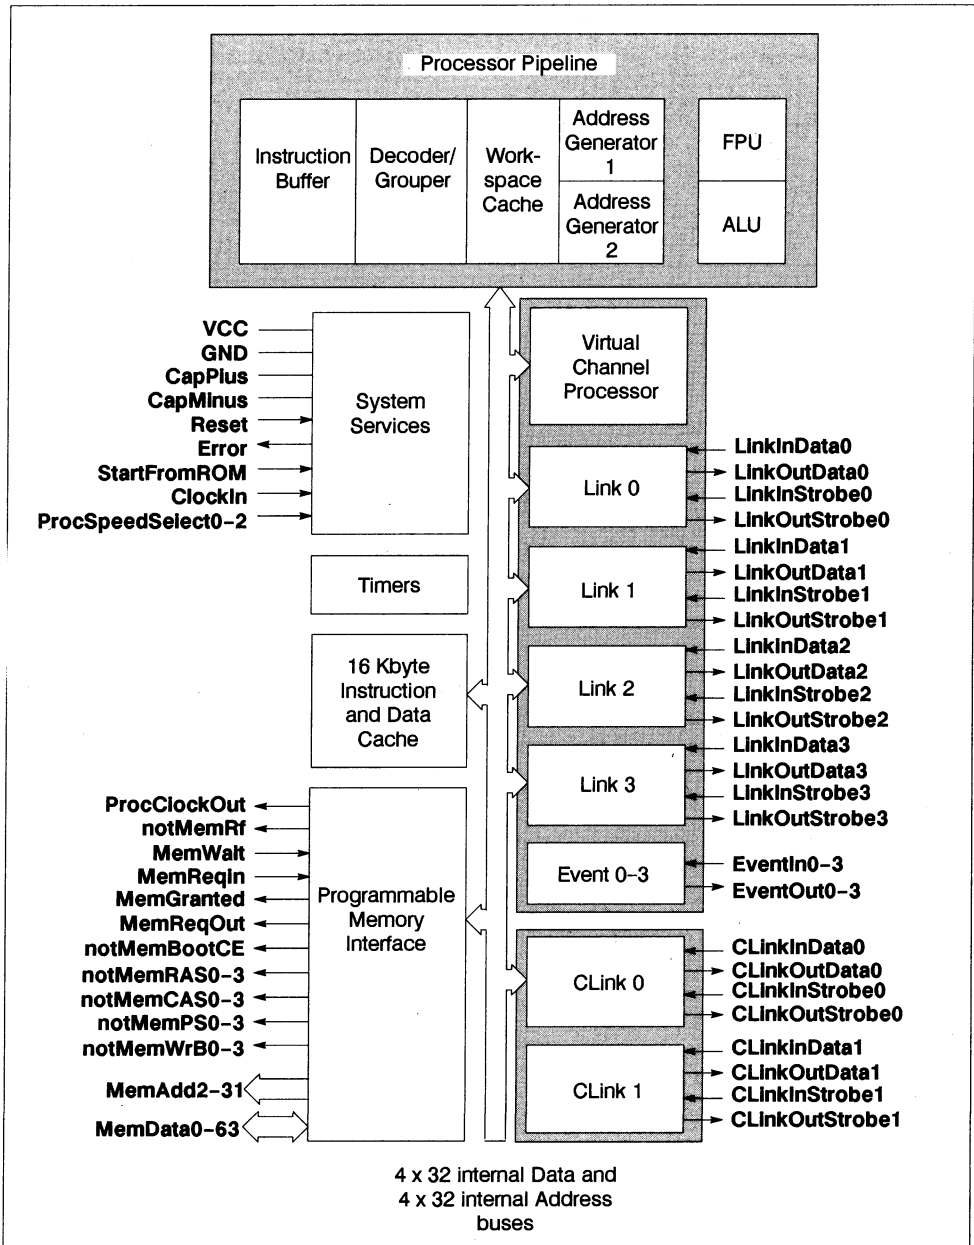 Processor Pipeline
Instruction
Buffer
Decoder/
Grouper
Work-
space
Cache
Address
Generator
1
Address
Generator
2
FPU
ALU
VCC
GND
CapPlus
CapMinus
Reset
Error
StartFromROM
ClockIn
ProcSpeedSelect0-2
System
Services
Timers
16 Kbyte
Instruction
and Data
Cache
ProcClockOut
notMemRf
MemWait
MemReqIn
MemGranted
MemReqOut
notMemBootCE
notMemRAS0-3
notMemCAS0-3
notMemPS0-3
notMemWrB0-3
MemAdd2-31
MemData0-63
Programmable
Memory
Interface
Virtual
Channel
Processor
Link 0
LinkInData0
LinkOutData0
LinkInStrobe0
LinkOutStrobe0
Link 1
LinkInData1
LinkOutData1
LinkInStrobe1
LinkOutStrobe1
Link 2
LinkInData2
LinkOutData2
LinkInStrobe2
LinkOutStrobe2
Link 3
LinkInData3
LinkOutData3
LinkInStrobe3
LinkOutStrobe3
Event 0-3
EventIn0-3
EventOut0-3
CLink 0
CLinkInData0
CLinkOutData0
CLinkInStrobe0
CLinkOutStrobe0
CLink 1
CLinkInData1
CLinkOutData1
CLinkInStrobe1
CLinkOutStrobe1
4 x 32 internal Data and
4 x 32 internal Address
buses